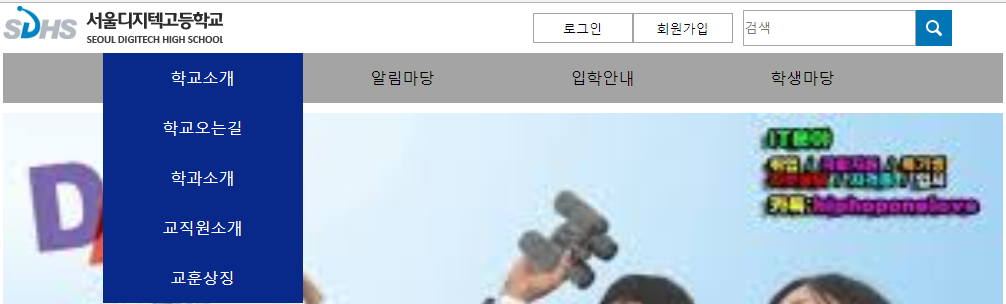 SDHS 서울디지텍고등학교
SEOUL DIGITECH HIGH SCHOOL
로그인 회원가입 검색
학교소개 알림마당 입학안내 학생마당
학교오는길
학과소개
교직원소개
교훈상징
D
IT분야